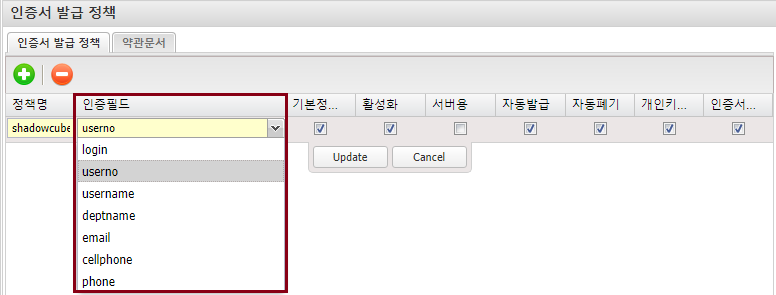 인증서 발급 정책
인증서 발급 정책 약관문서
정책명 인증필드 기본정... 활성화 서버용 자동발급 자동폐기 개인키... 인증서...
shadowcube userno
login
userno
username
deptname
email
cellphone
phone
Update Cancel